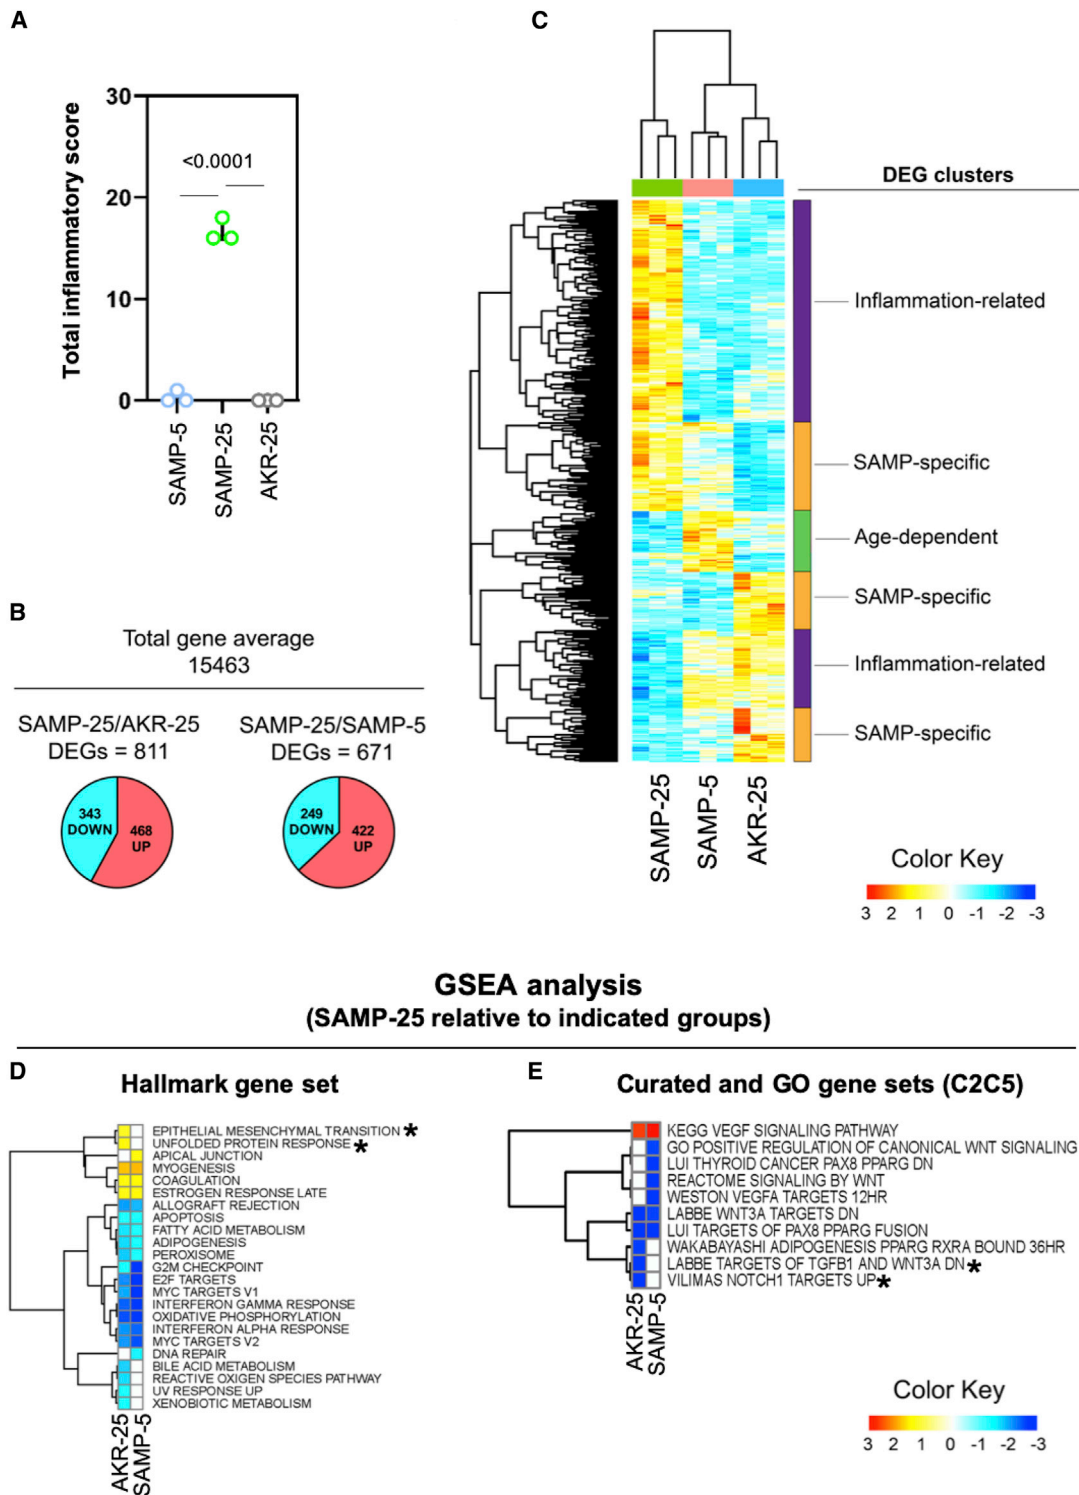 A
Total inflammatory score
30
20
10
0
<0.0001
SAMP-5
SAMP-25
AKR-25
B
Total gene average
15463
SAMP-25/AKR-25
DEGs = 811
343
DOWN
468
UP
SAMP-25/SAMP-5
DEGs = 671
249
DOWN
422
UP
C
DEG clusters
Inflammation-related
SAMP-specific
Age-dependent
SAMP-specific
Inflammation-related
SAMP-specific
SAMP-25
SAMP-5
AKR-25
Color Key
3 2 1 0 -1 -2 -3
GSEA analysis
(SAMP-25 relative to indicated groups)
D
Hallmark gene set
EPITHELIAL MESENCHYMAL TRANSITION *
UNFOLDED PROTEIN RESPONSE *
APICAL JUNCTION
MYOGENESIS
COAGULATION
ESTROGEN RESPONSE LATE
ALLOGRAFT REJECTION
APOPTOSIS
FATTY ACID METABOLISM
ADIPOGENESIS
PEROXISOME
G2M CHECKPOINT
E2F TARGETS
MYC TARGETS V1
INTERFERON GAMMA RESPONSE
OXIDATIVE PHOSPHORYLATION
INTERFERON ALPHA RESPONSE
MYC TARGETS V2
DNA REPAIR
BILE ACID METABOLISM
REACTIVE OXIGEN SPECIES PATHWAY
UV RESPONSE UP
XENOBIOTIC METABOLISM
AKR-25
SAMP-5
E
Curated and GO gene sets (C2C5)
KEGG VEGF SIGNALING PATHWAY
GO POSITIVE REGULATION OF CANONICAL WNT SIGNALING
LUI THYROID CANCER PAX8 PPARG DN
REACTOME SIGNALING BY WNT
WESTON VEGFA TARGETS 12HR
LABBE WNT3A TARGETS DN
LUI TARGETS OF PAX8 PPARG FUSION
WAKABAYASHI ADIPOGENESIS PPARG RXRA BOUND 36HR
LABBE TARGETS OF TGFB1 AND WNT3A DN *
VILIMAS NOTCH1 TARGETS UP *
AKR-25
SAMP-5
Color Key
3 2 1 0 -1 -2 -3